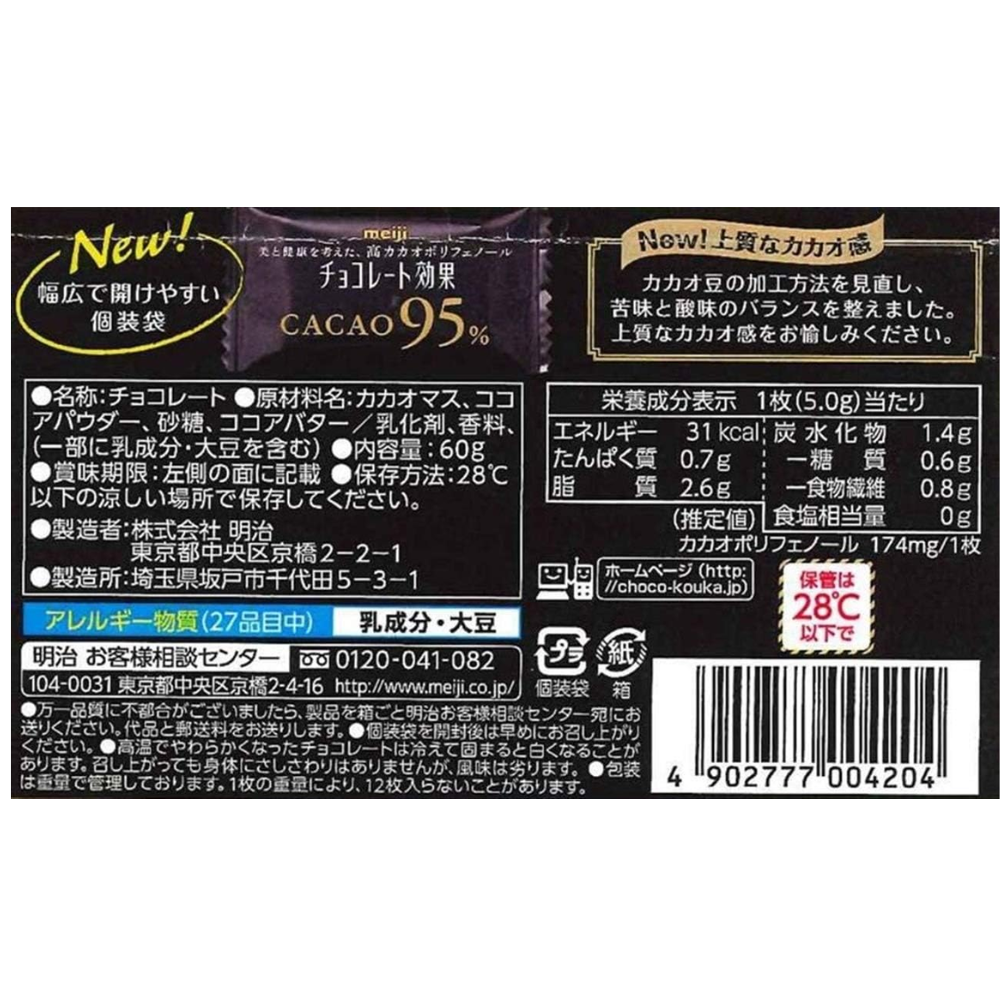 New!
幅広で開けやすい
個装袋
meiji
美と健康を考えた、高カカオポリフェノール
チョコレート効果
CACAO 95%
New! 上質なカカオ感
カカオ豆の加工方法を見直し、
苦味と酸味のバランスを整えました。
上質なカカオ感をお愉しみください。
●名称:チョコレート ●原材料名:カカオマス、ココ
アパウダー、砂糖、ココアバター/乳化剤、香料、
(一部に乳成分・大豆を含む) ●内容量:60g
●賞味期限:左側の面に記載 ●保存方法:28℃
以下の涼しい場所で保存してください。
●製造者:株式会社 明治
東京都中央区京橋2-2-1
●製造所:埼玉県坂戸市千代田5-3-1
栄養成分表示 1枚(5.0g)当たり
エネルギー 31kcal
たんぱく質 0.7g
脂質 2.6g
炭水化物 1.4g
―糖質 0.6g
―食物繊維 0.8g
食塩相当量 0g
(推定値)
カカオポリフェノール 174mg/1枚
ホームページ(http:
//choco-kouka.jp)
保管は
28℃
以下で
アレルギー物質(27品目中) 乳成分・大豆
明治 お客様相談センター 0120-041-082
104-0031 東京都中央区京橋2-4-16 http://www.meiji.co.jp/
プラ
個装袋
紙
箱
●万一品質に不都合がございましたら、製品を箱ごと明治お客様相談センター宛にお
送りください。代品と郵送料をお送りします。●個装袋を開封後は早めにお召し上がり
ください。●高温でやわらかくなったチョコレートは冷えて固まると白くなることが
あります。召し上がっても身体にさしさわりはありませんが、風味は劣ります。●包装
は重量で管理しております。1枚の重量により、12枚入らないことがあります。
4 902777 004204